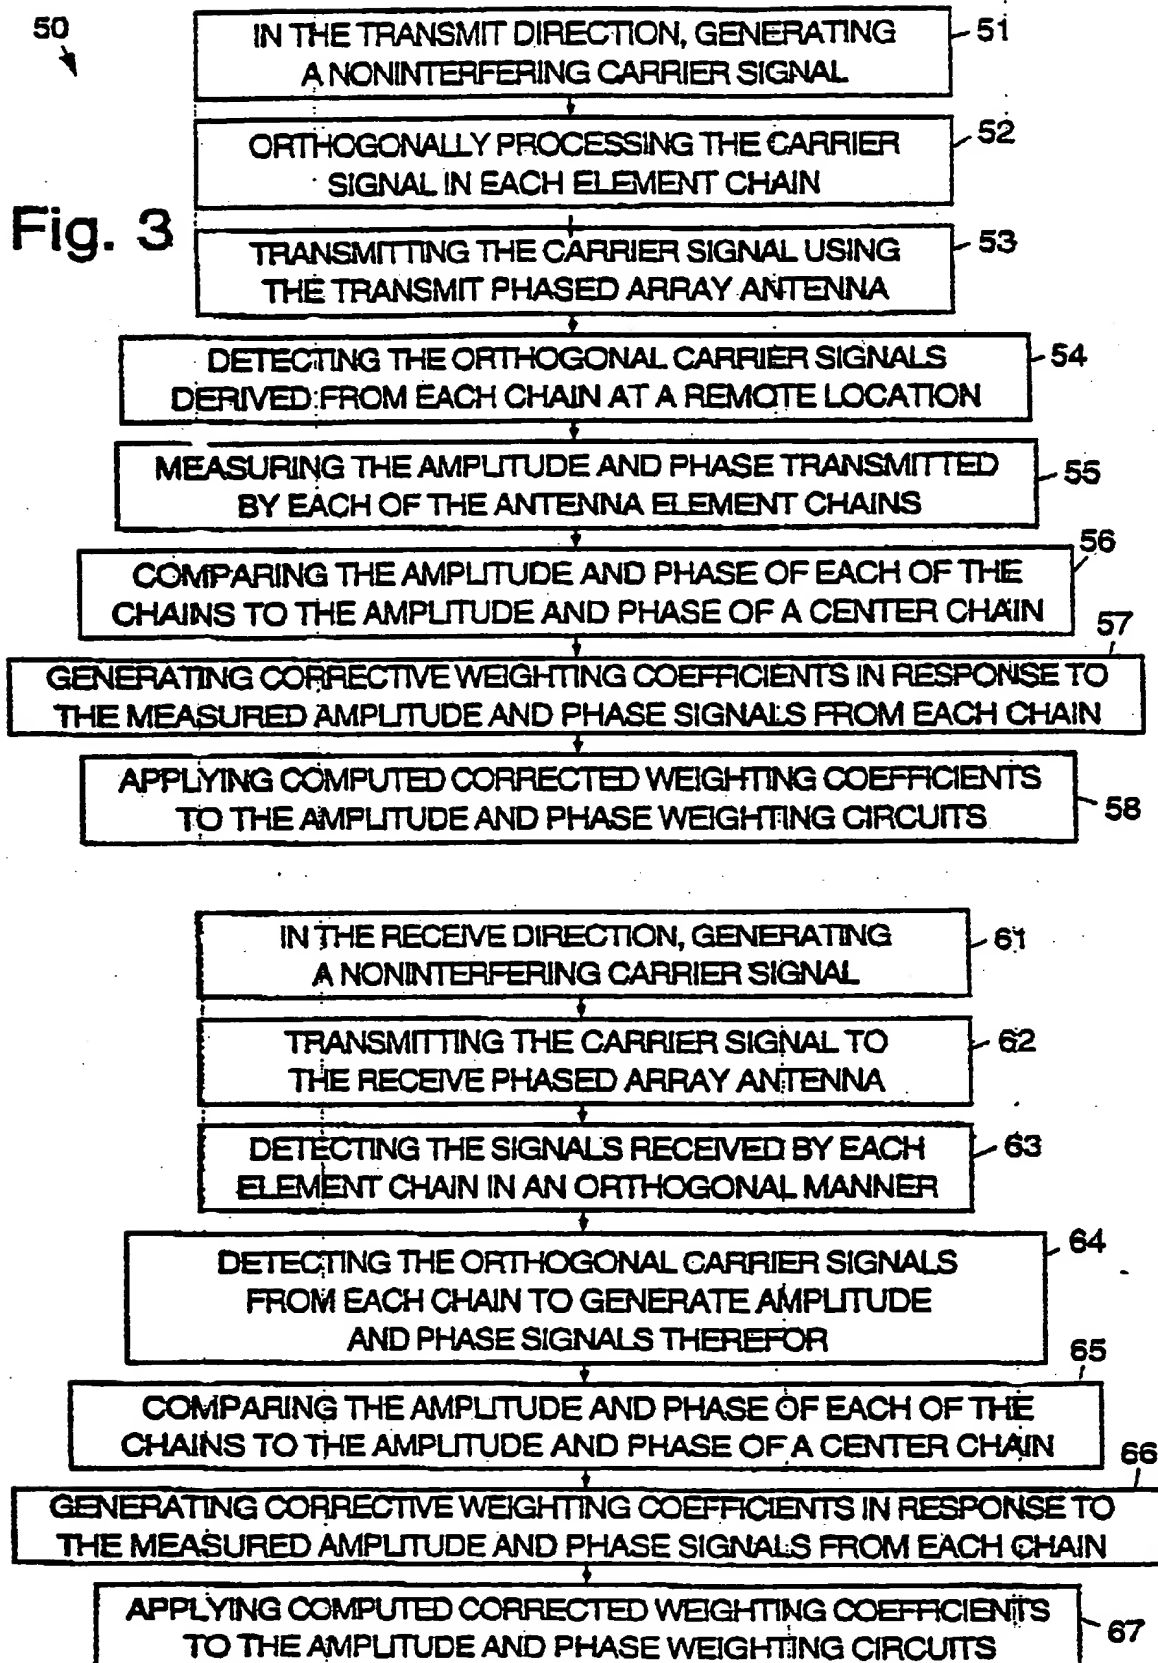 50
IN THE TRANSMIT DIRECTION, GENERATING
A NONINTERFERING CARRIER SIGNAL
51
ORTHOGONALLY PROCESSING THE CARRIER
SIGNAL IN EACH ELEMENT CHAIN
52
Fig. 3
TRANSMITTING THE CARRIER SIGNAL USING
THE TRANSMIT PHASED ARRAY ANTENNA
53
DETECTING THE ORTHOGONAL CARRIER SIGNALS
DERIVED FROM EACH CHAIN AT A REMOTE LOCATION
54
MEASURING THE AMPLITUDE AND PHASE TRANSMITTED
BY EACH OF THE ANTENNA ELEMENT CHAINS
55
COMPARING THE AMPLITUDE AND PHASE OF EACH OF THE
CHAINS TO THE AMPLITUDE AND PHASE OF A CENTER CHAIN
56
GENERATING CORRECTIVE WEIGHTING COEFFICIENTS IN RESPONSE TO
THE MEASURED AMPLITUDE AND PHASE SIGNALS FROM EACH CHAIN
57
APPLYING COMPUTED CORRECTED WEIGHTING COEFFICIENTS
TO THE AMPLITUDE AND PHASE WEIGHTING CIRCUITS
58
IN THE RECEIVE DIRECTION, GENERATING
A NONINTERFERING CARRIER SIGNAL
61
TRANSMITTING THE CARRIER SIGNAL TO
THE RECEIVE PHASED ARRAY ANTENNA
62
DETECTING THE SIGNALS RECEIVED BY EACH
ELEMENT CHAIN IN AN ORTHOGONAL MANNER
63
DETECTING THE ORTHOGONAL CARRIER SIGNALS
FROM EACH CHAIN TO GENERATE AMPLITUDE
AND PHASE SIGNALS THEREFOR
64
COMPARING THE AMPLITUDE AND PHASE OF EACH OF THE
CHAINS TO THE AMPLITUDE AND PHASE OF A CENTER CHAIN
65
GENERATING CORRECTIVE WEIGHTING COEFFICIENTS IN RESPONSE TO
THE MEASURED AMPLITUDE AND PHASE SIGNALS FROM EACH CHAIN
66
APPLYING COMPUTED CORRECTED WEIGHTING COEFFICIENTS
TO THE AMPLITUDE AND PHASE WEIGHTING CIRCUITS
67